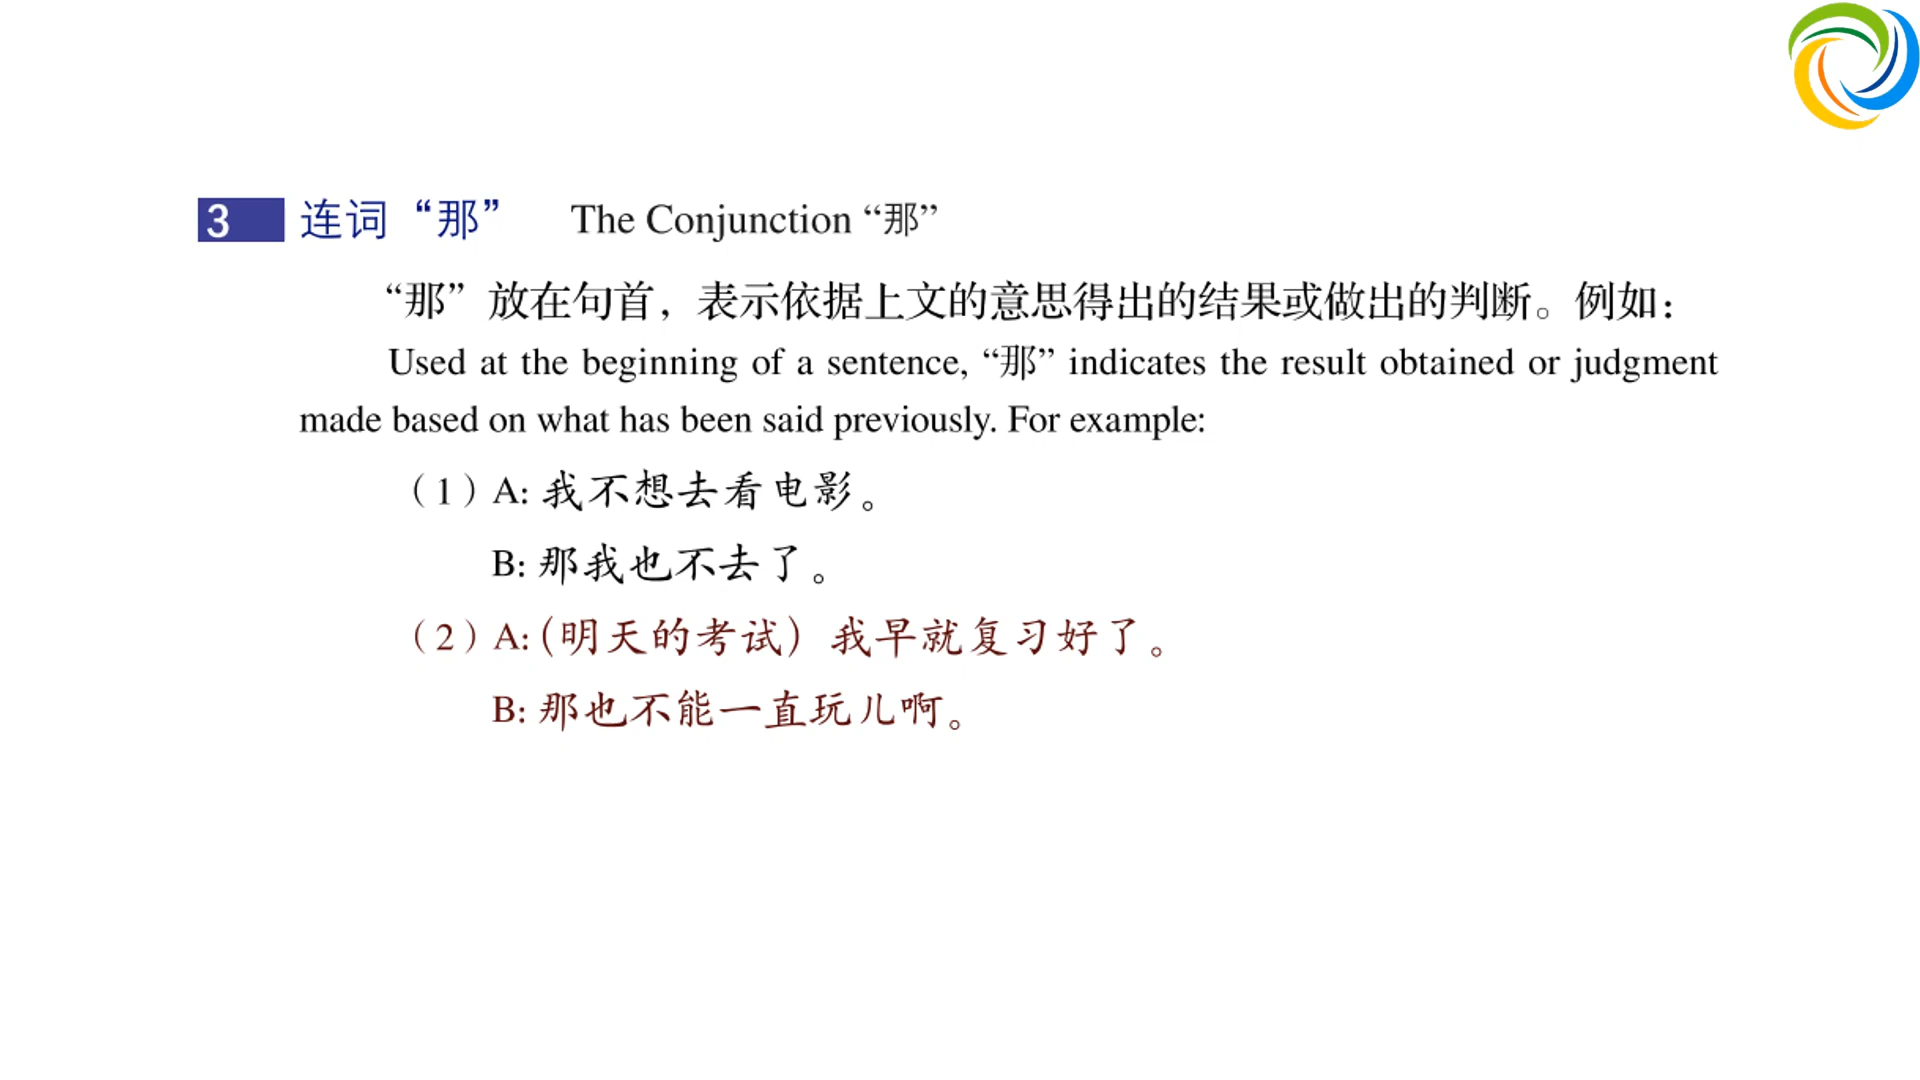 3 连词“那” The Conjunction “那”
“那”放在句首，表示依据上文的意思得出的结果或做出的判断。例如：
Used at the beginning of a sentence, “那” indicates the result obtained or judgment
made based on what has been said previously. For example:
（1）A: 我不想去看电影。
B: 那我也不去了。
（2）A:（明天的考试）我早就复习好了。
B: 那也不能一直玩儿啊。